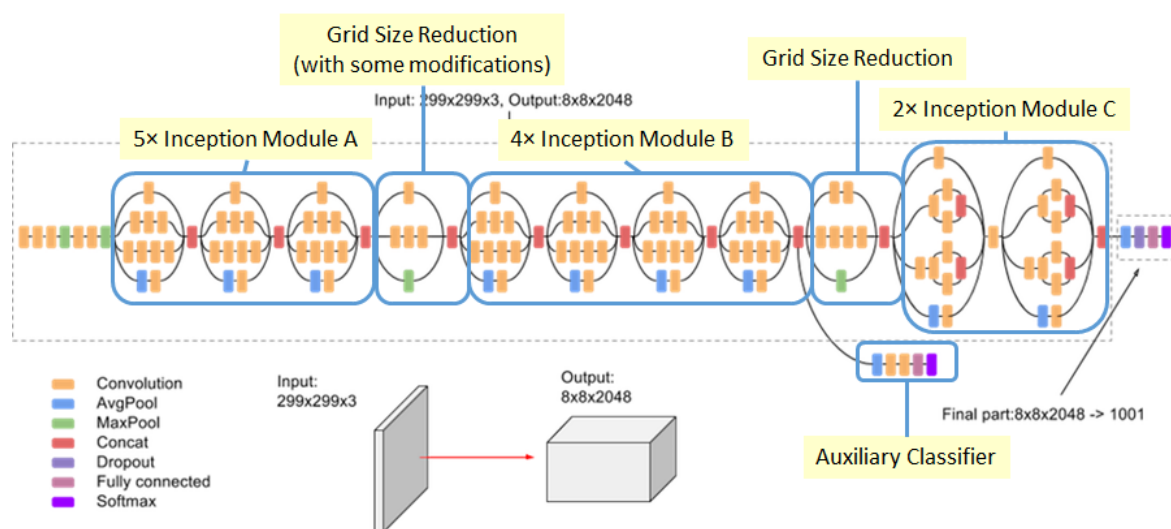 Grid Size Reduction
(with some modifications)
Grid Size Reduction
Input: 299x299x3, Output:8x8x2048
2× Inception Module C
5× Inception Module A
4× Inception Module B
Convolution
AvgPool
MaxPool
Concat
Dropout
Fully connected
Softmax
Input:
299x299x3
Output:
8x8x2048
Final part:8x8x2048 -> 1001
Auxiliary Classifier